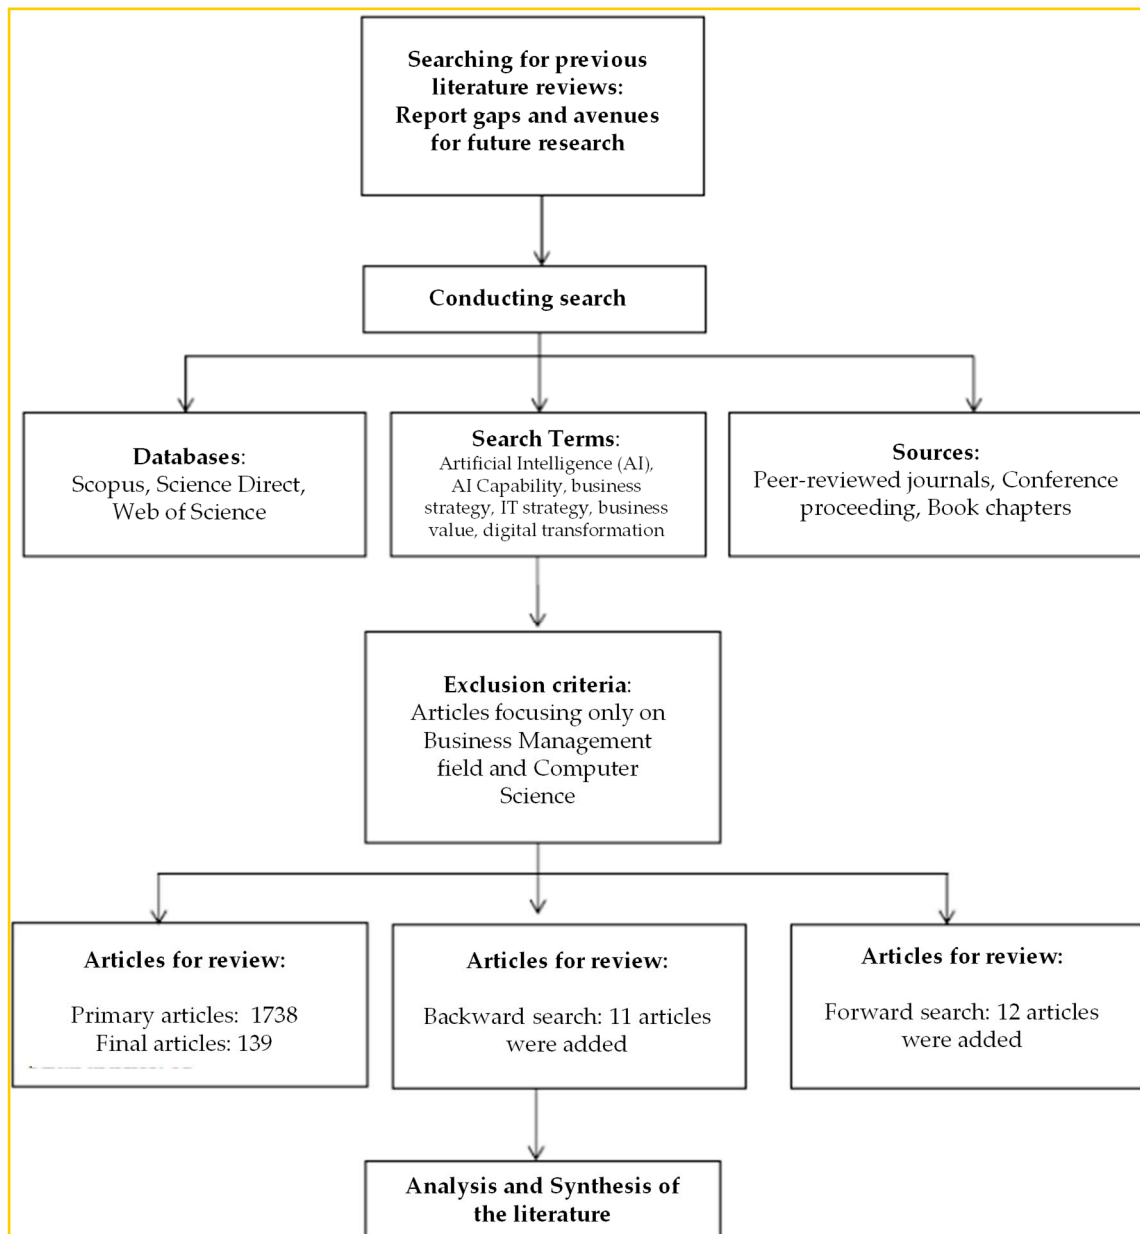 Searching for previous
literature reviews:
Report gaps and avenues
for future research
Conducting search
Databases:
Scopus, Science Direct,
Web of Science
Search Terms:
Artificial Intelligence (AI),
AI Capability, business
strategy, IT strategy, business
value, digital transformation
Sources:
Peer-reviewed journals, Conference
proceeding, Book chapters
Exclusion criteria:
Articles focusing only on
Business Management
field and Computer
Science
Articles for review:
Primary articles: 1738
Final articles: 139
Articles for review:
Backward search: 11 articles
were added
Articles for review:
Forward search: 12 articles
were added
Analysis and Synthesis of
the literature